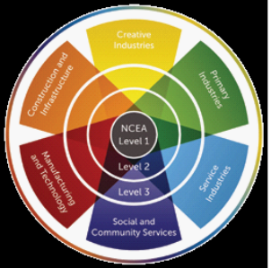 Creative
Industries
Primary
Industries
Service
Industries
Social and
Community Services
Manufacturing
and Technology
Construction and
Infrastructure
NCEA
Level 1
Level 2
Level 3